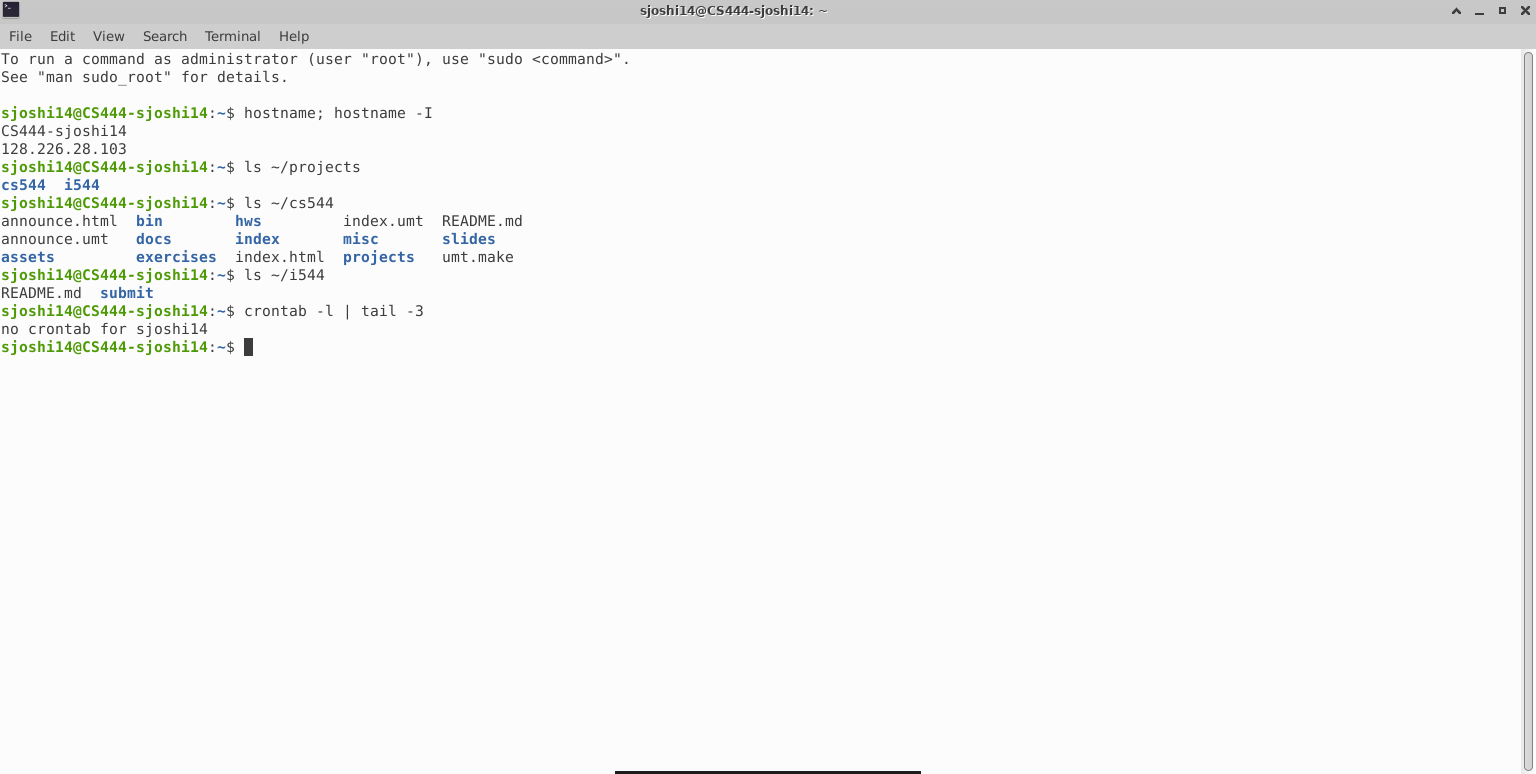 sjoshi14@CS444-sjoshi14: ~
File Edit View Search Terminal Help
To run a command as administrator (user "root"), use "sudo <command>".
See "man sudo_root" for details.
sjoshi14@CS444-sjoshi14:~$ hostname; hostname -I
CS444-sjoshi14
128.226.28.103
sjoshi14@CS444-sjoshi14:~$ ls ~/projects
cs544  i544
sjoshi14@CS444-sjoshi14:~$ ls ~/cs544
announce.html  bin        hws         index.umt  README.md
announce.umt   docs       index       misc       slides
assets         exercises  index.html  projects   umt.make
sjoshi14@CS444-sjoshi14:~$ ls ~/i544
README.md  submit
sjoshi14@CS444-sjoshi14:~$ crontab -l | tail -3
no crontab for sjoshi14
sjoshi14@CS444-sjoshi14:~$